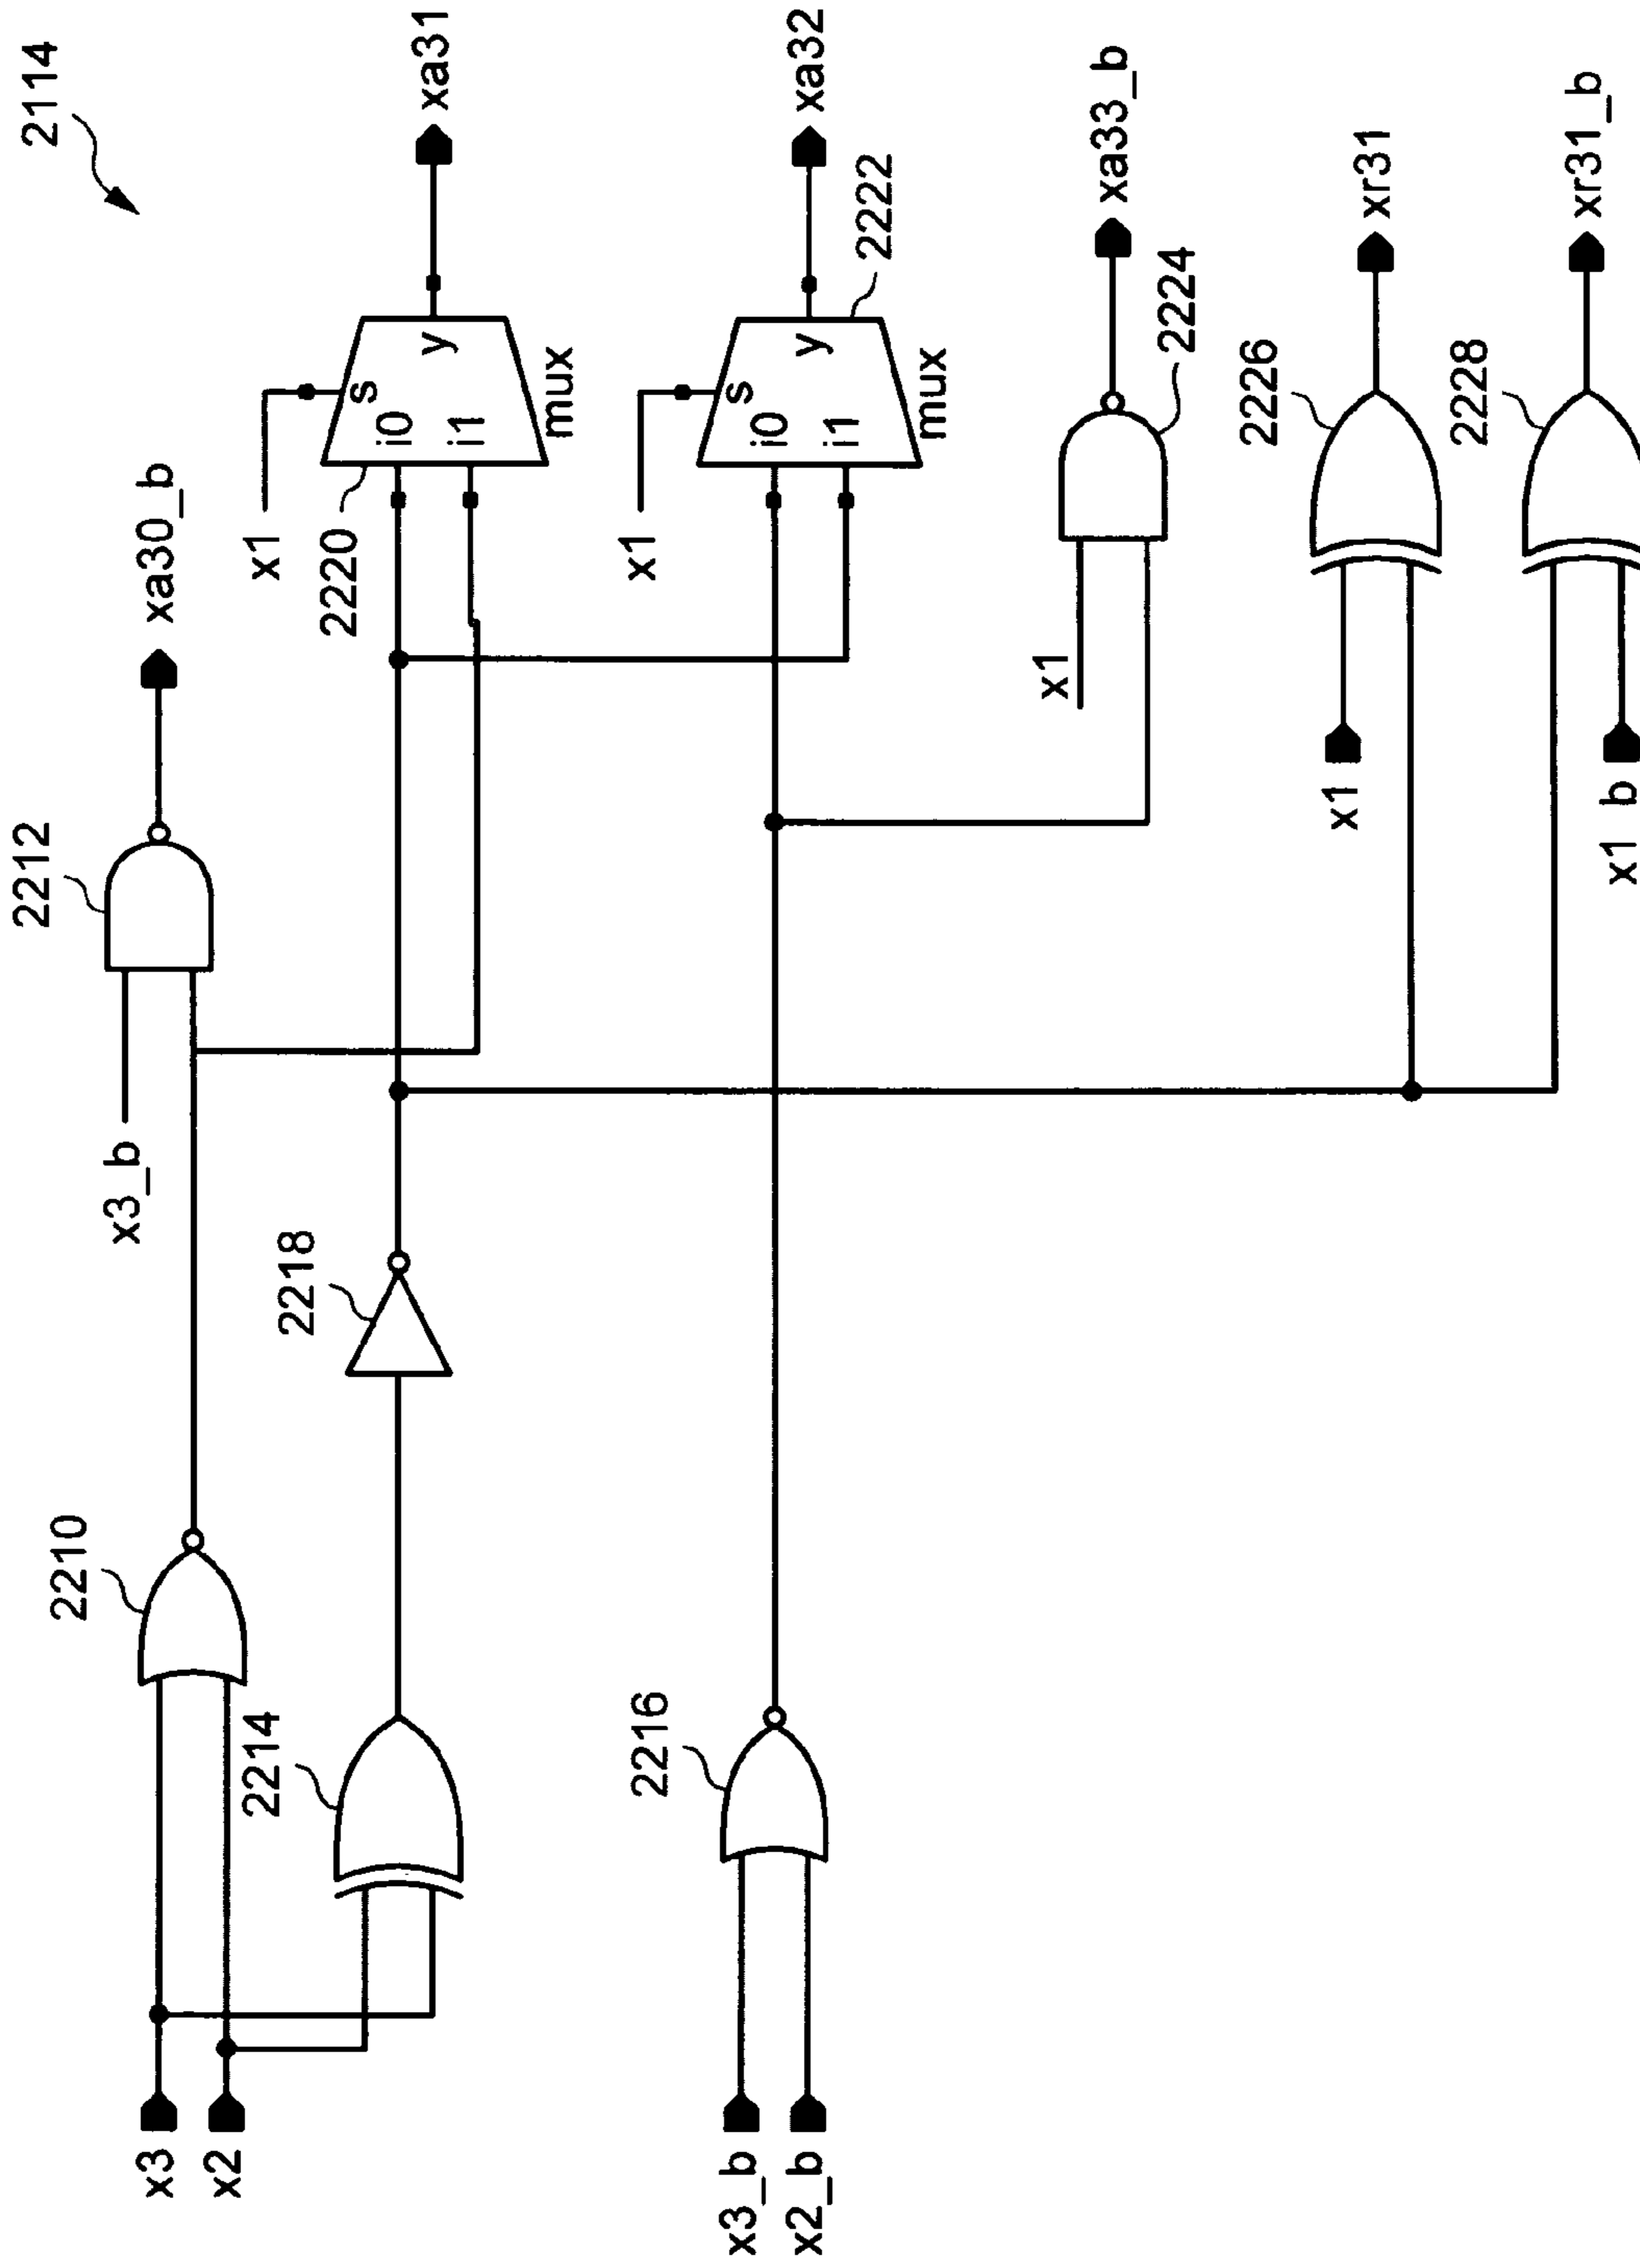 2114
2212
xa30_b
x3_b
2210
x3
x2
2214
2218
x1
2220
s
i0
i1
y
mux
xa31
x3_b
x2_b
2216
x1
s
i0
i1
y
mux
2222
xa32
x1
2224
xa33_b
x1
2226
xr31
x1 b
2228
xr31_b